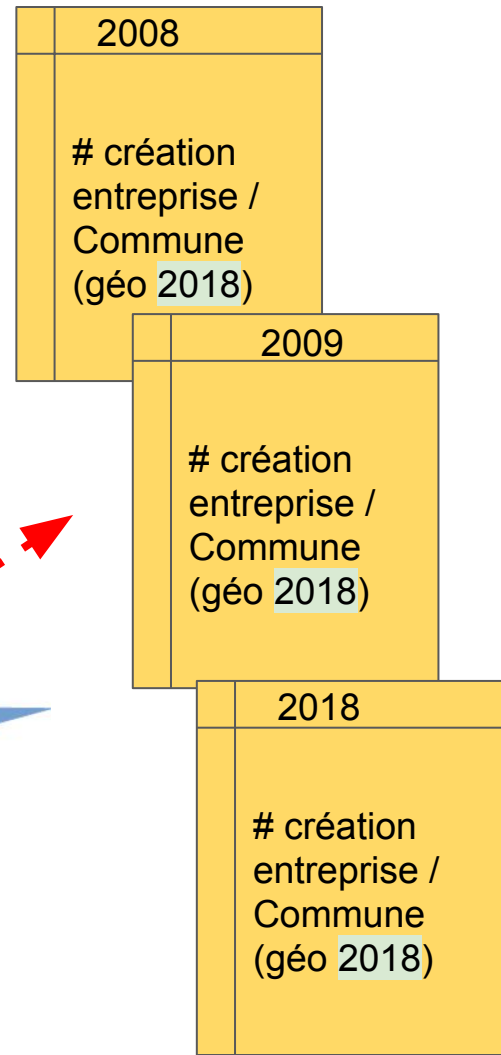 2008
# création
entreprise /
Commune
(géo 2018)
2009
# création
entreprise /
Commune
(géo 2018)
2018
# création
entreprise /
Commune
(géo 2018)